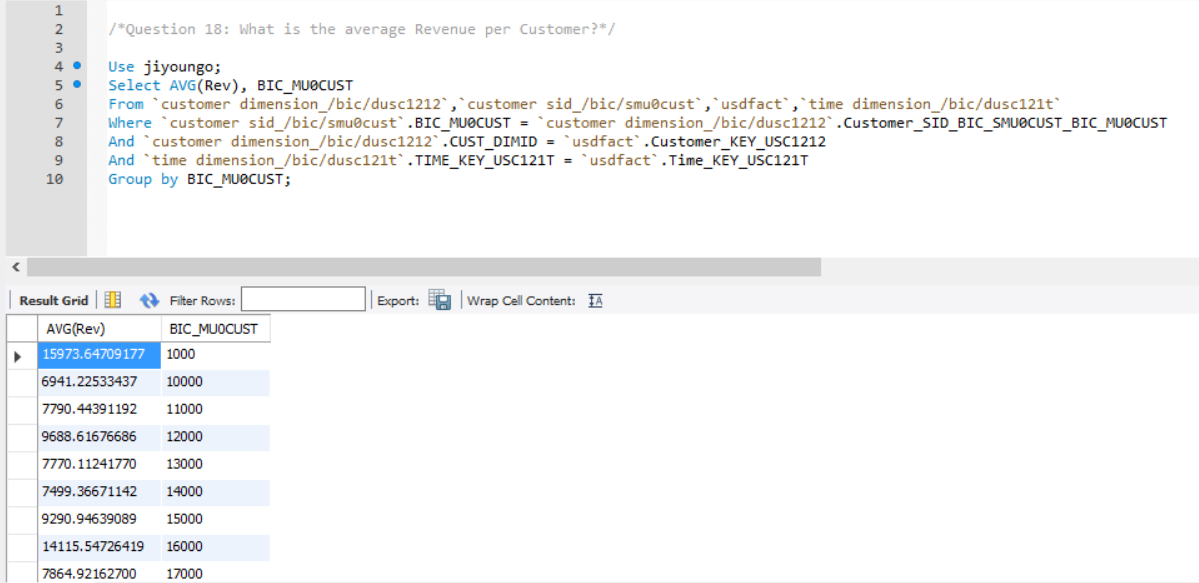 1
2 /*Question 18: What is the average Revenue per Customer?*/
3
4 Use jiyoungo;
5 Select AVG(Rev), BIC_MU0CUST
6 From `customer dimension_/bic/dusc1212`,`customer sid_/bic/smu0cust`,`usdfact`,`time dimension_/bic/dusc121t`
7 Where `customer sid_/bic/smu0cust`.BIC_MU0CUST = `customer dimension_/bic/dusc1212`.Customer_SID_BIC_SMU0CUST_BIC_MU0CUST
8 And `customer dimension_/bic/dusc1212`.CUST_DIMID = `usdfact`.Customer_KEY_USC1212
9 And `time dimension_/bic/dusc121t`.TIME_KEY_USC121T = `usdfact`.Time_KEY_USC121T
10 Group by BIC_MU0CUST;
Result Grid Filter Rows: Export: Wrap Cell Content: IA
AVG(Rev) BIC_MU0CUST
15973.64709177 1000
6941.22533437 10000
7790.44391192 11000
9688.61676686 12000
7770.11241770 13000
7499.36671142 14000
9290.94639089 15000
14115.54726419 16000
7864.92162700 17000